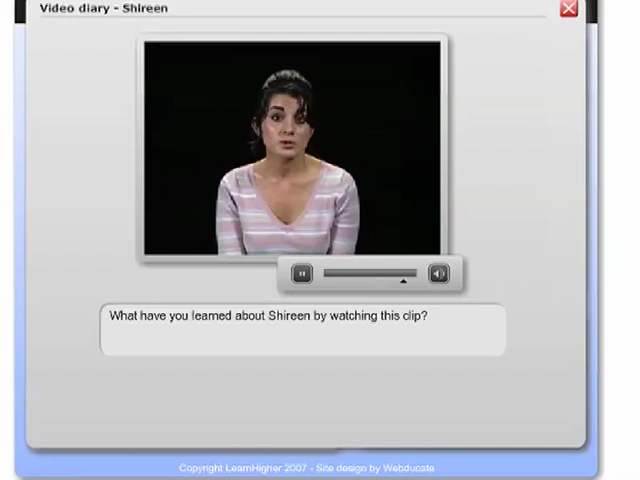 Video diary - Shireen
What have you learned about Shireen by watching this clip?
Copyright LearnHigher 2007 - Site design by Webducate